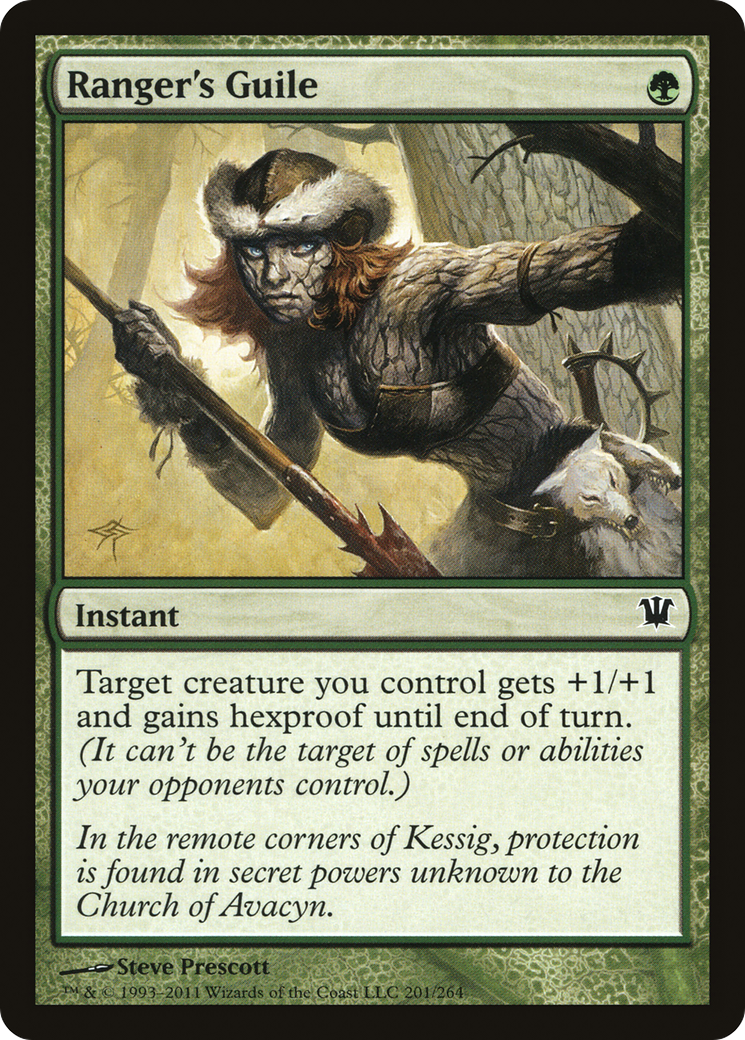 Ranger's Guile
Instant
Target creature you control gets +1/+1
and gains hexproof until end of turn.
(It can't be the target of spells or abilities
your opponents control.)
In the remote corners of Kessig, protection
is found in secret powers unknown to the
Church of Avacyn.
Steve Prescott
™ & © 1993–2011 Wizards of the Coast LLC 201/264